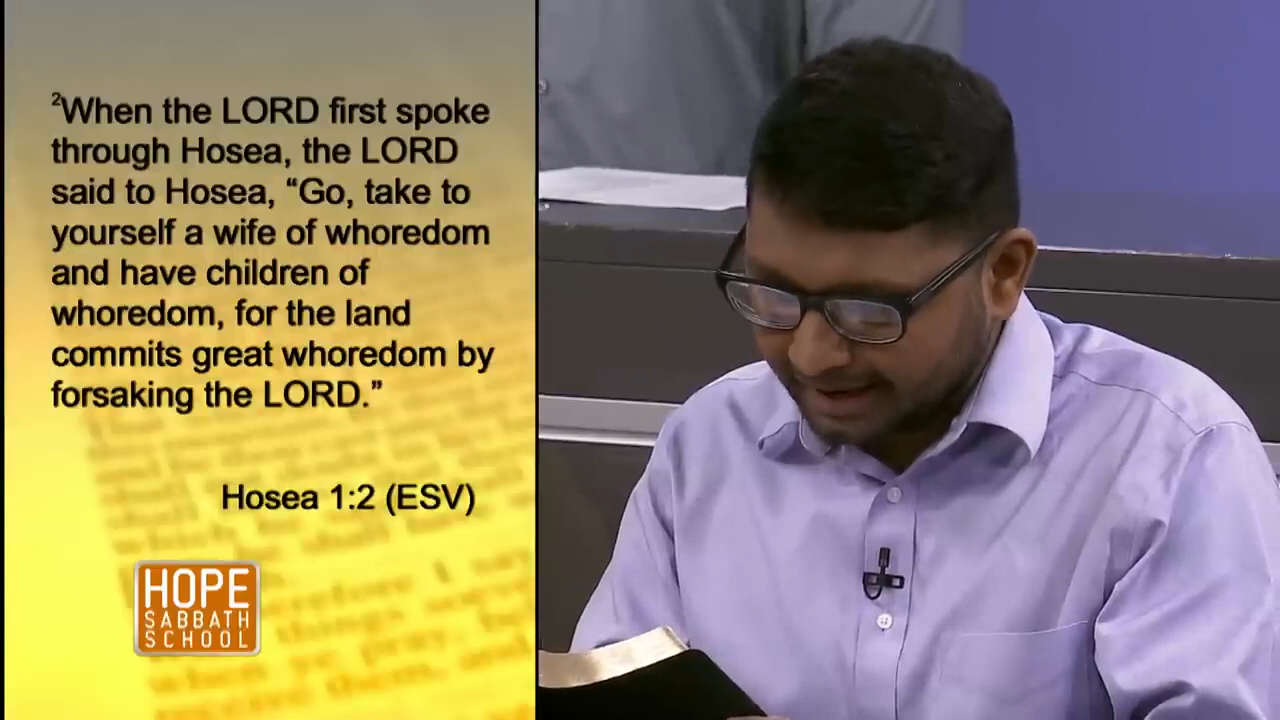 ²When the LORD first spoke
through Hosea, the LORD
said to Hosea, “Go, take to
yourself a wife of whoredom
and have children of
whoredom, for the land
commits great whoredom by
forsaking the LORD.”
Hosea 1:2 (ESV)
HOPE
SABBATH
SCHOOL